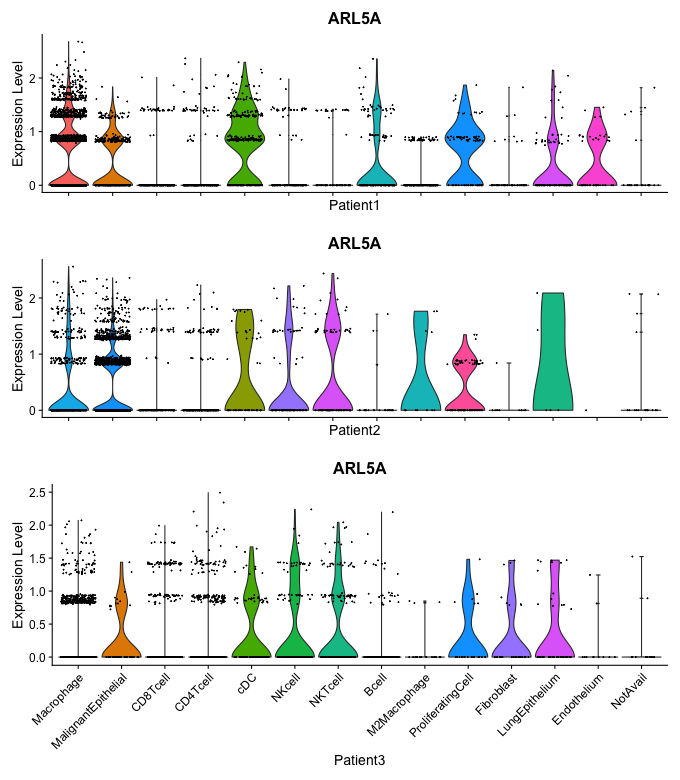 ARL5A
Expression Level
2
1
0
Patient1
ARL5A
Expression Level
2
1
0
Patient2
ARL5A
Expression Level
2.5
2.0
1.5
1.0
0.5
0.0
Macrophage
MalignantEpithelial
CD8Tcell
CD4Tcell
cDC
NKcell
NKTcell
Bcell
M2Macrophage
ProliferatingCell
Fibroblast
LungEpithelium
Endothelium
NotAvail
Patient3